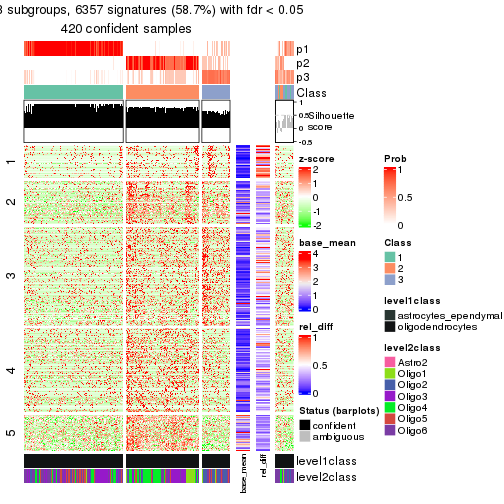 3 subgroups, 6357 signatures (58.7%) with fdr < 0.05
420 confident samples
p1
p2
p3
Class
1
0.5
0
-0.5
Silhouette
score
1
2
3
4
5
z-score
2
1
0
-1
-2
base_mean
4
3
2
1
0
rel_diff
1
0.5
0
Status (barplots)
confident
ambiguous
Prob
1
0.5
0
Class
1
2
3
level1class
astrocytes_ependymal
oligodendrocytes
level2class
Astro2
Oligo1
Oligo2
Oligo3
Oligo4
Oligo5
Oligo6
level1class
level2class
base_mean
rel_diff